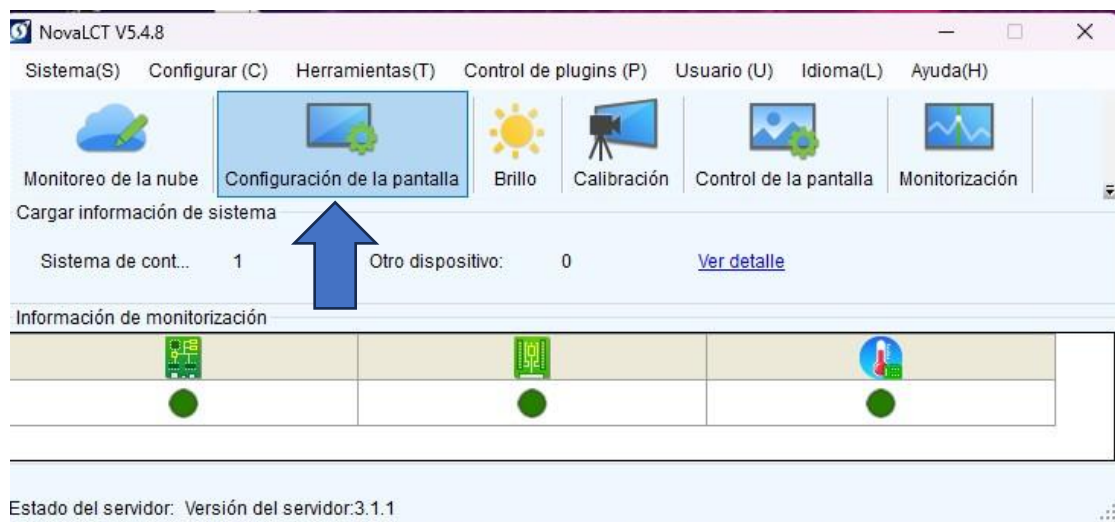 NovaLCT V5.4.8
Sistema(S) Configurar (C) Herramientas(T) Control de plugins (P) Usuario (U) Idioma(L) Ayuda(H)
Monitoreo de la nube Configuración de la pantalla Brillo Calibración Control de la pantalla Monitorización
Cargar información de sistema
Sistema de cont... 1 Otro dispositivo: 0 Ver detalle
Información de monitorización
Estado del servidor: Versión del servidor:3.1.1